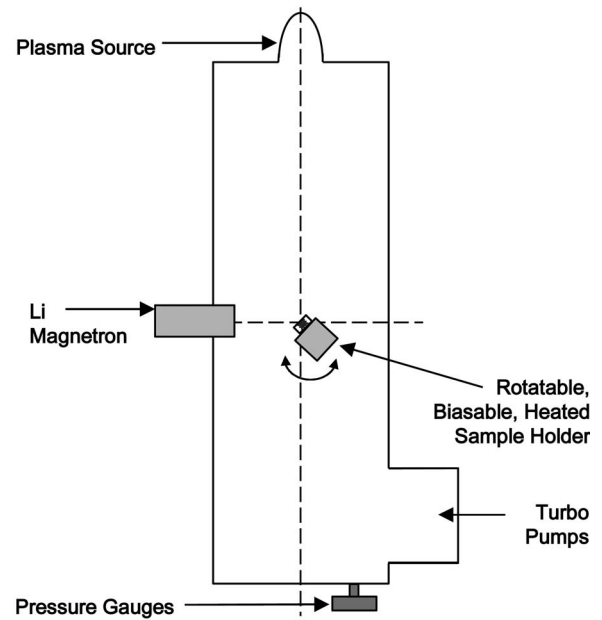 Plasma Source
Li
Magnetron
Rotatable,
Biasable, Heated
Sample Holder
Turbo
Pumps
Pressure Gauges